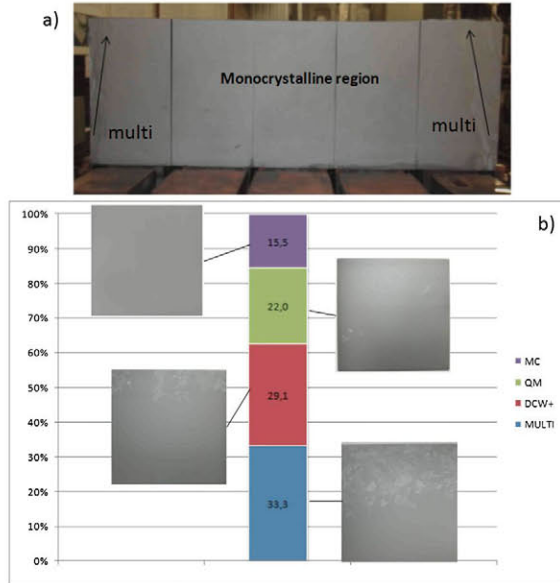 a)
Monocrystalline region
multi
multi
b)
100%
90%
80%
70%
60%
50%
40%
30%
20%
10%
0%
15,5
22,0
29,1
33,3
MC
QM
DCW+
MULTI